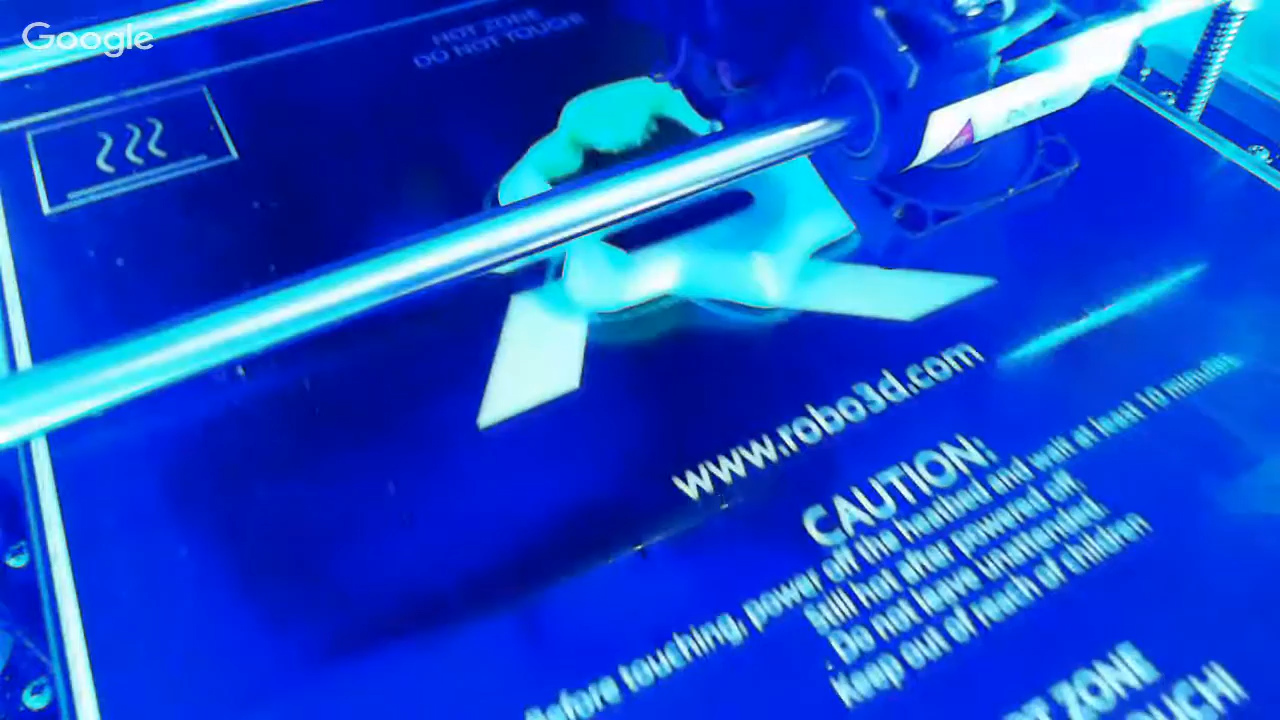 Google
HOT ZONE
DO NOT TOUCH!
www.robo3d.com
CAUTION!
Before touching, power off the heatbed and wait at least 10 minutes
Still hot after powered off.
Do not leave unattended.
Keep out of reach of children
HOT ZONE
OUCH!